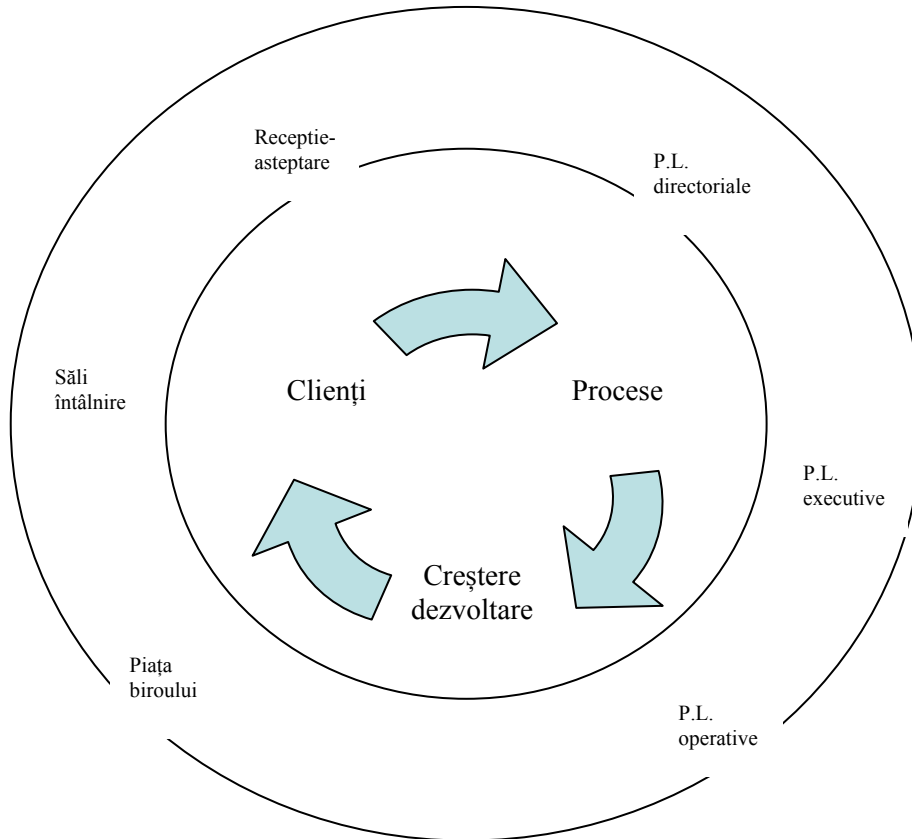 Receptie-
asteptare
P.L.
directoriale
Săli
întâlnire
Clienți
Procese
P.L.
executive
Creștere
dezvoltare
Piața
biroului
P.L.
operative